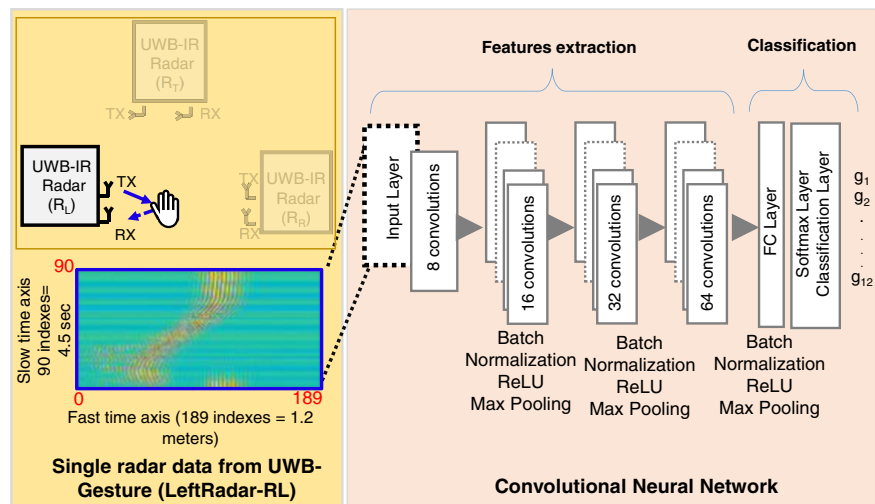 UWB-IR
Radar
(R_T)
TX
RX
UWB-IR
Radar
(R_L)
TX
RX
UWB-IR
Radar
(R_R)
TX
RX
90
Slow time axis
90 indexes=
4.5 sec
0
189
Fast time axis (189 indexes = 1.2
meters)
Single radar data from UWB-
Gesture (LeftRadar-RL)
Features extraction
Classification
Input Layer
8 convolutions
16 convolutions
32 convolutions
64 convolutions
FC Layer
Softmax Layer
Classification Layer
g1
g2
.
.
.
.
g12
Batch
Normalization
ReLU
Max Pooling
Batch
Normalization
ReLU
Max Pooling
Batch
Normalization
ReLU
Max Pooling
Convolutional Neural Network